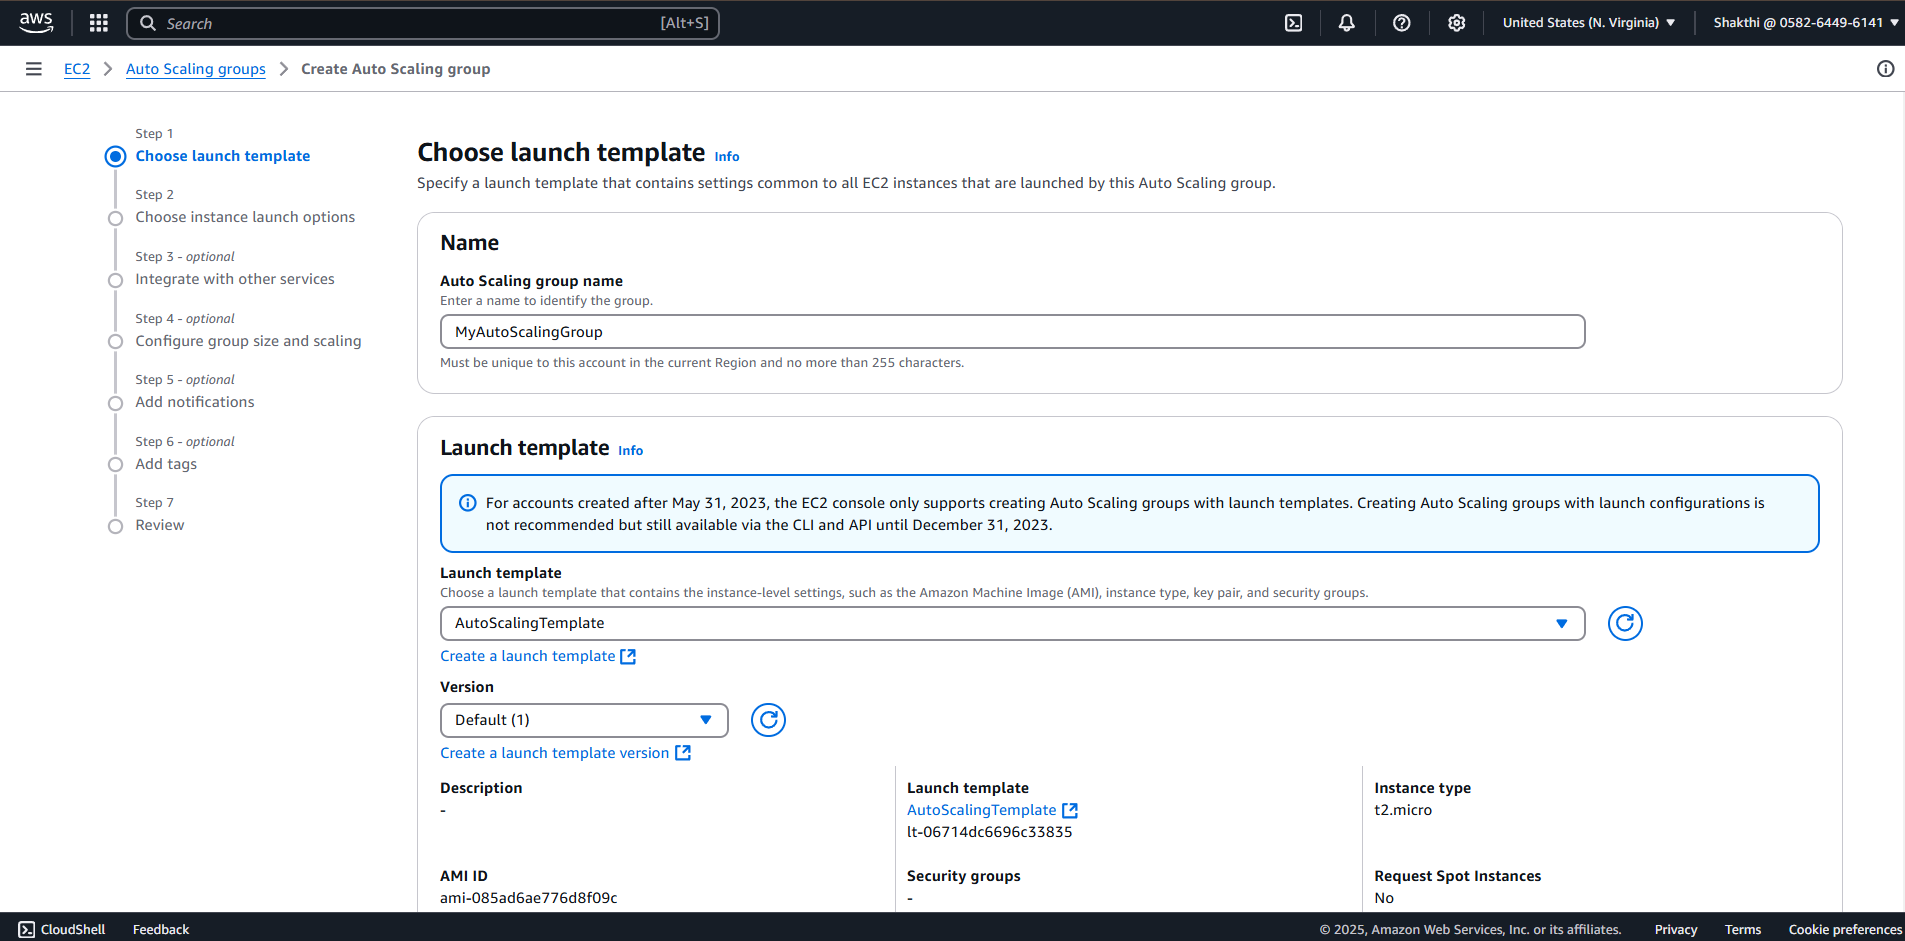 aws
Search [Alt+S]
United States (N. Virginia)
Shakthi @ 0582-6449-6141
EC2
Auto Scaling groups
Create Auto Scaling group
Step 1
Choose launch template
Step 2
Choose instance launch options
Step 3 - optional
Integrate with other services
Step 4 - optional
Configure group size and scaling
Step 5 - optional
Add notifications
Step 6 - optional
Add tags
Step 7
Review
Choose launch template Info
Specify a launch template that contains settings common to all EC2 instances that are launched by this Auto Scaling group.
Name
Auto Scaling group name
Enter a name to identify the group.
MyAutoScalingGroup
Must be unique to this account in the current Region and no more than 255 characters.
Launch template Info
For accounts created after May 31, 2023, the EC2 console only supports creating Auto Scaling groups with launch templates. Creating Auto Scaling groups with launch configurations is
not recommended but still available via the CLI and API until December 31, 2023.
Launch template
Choose a launch template that contains the instance-level settings, such as the Amazon Machine Image (AMI), instance type, key pair, and security groups.
AutoScalingTemplate
Create a launch template
Version
Default (1)
Create a launch template version
Description
-
Launch template
AutoScalingTemplate
lt-06714dc6696c33835
Instance type
t2.micro
AMI ID
ami-085ad6ae776d8f09c
Security groups
-
Request Spot Instances
No
CloudShell
Feedback
© 2025, Amazon Web Services, Inc. or its affiliates.
Privacy
Terms
Cookie preferences